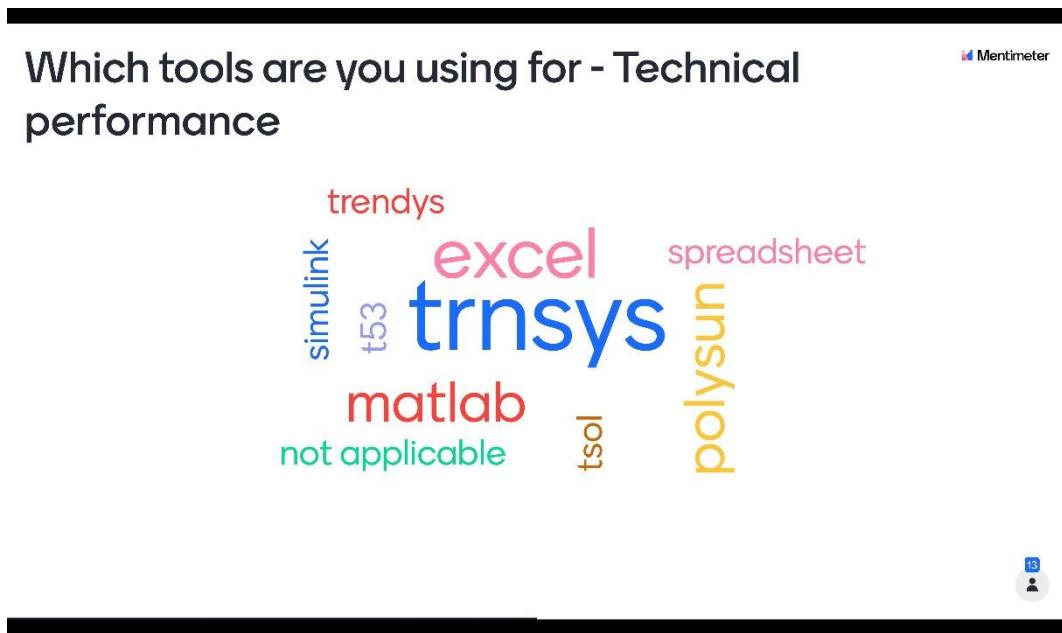 Which tools are you using for - Technical
performance
Mentimeter
trendys
simulink
excel
spreadsheet
t53
trnsys
polysun
matlab
not applicable
tsol
13